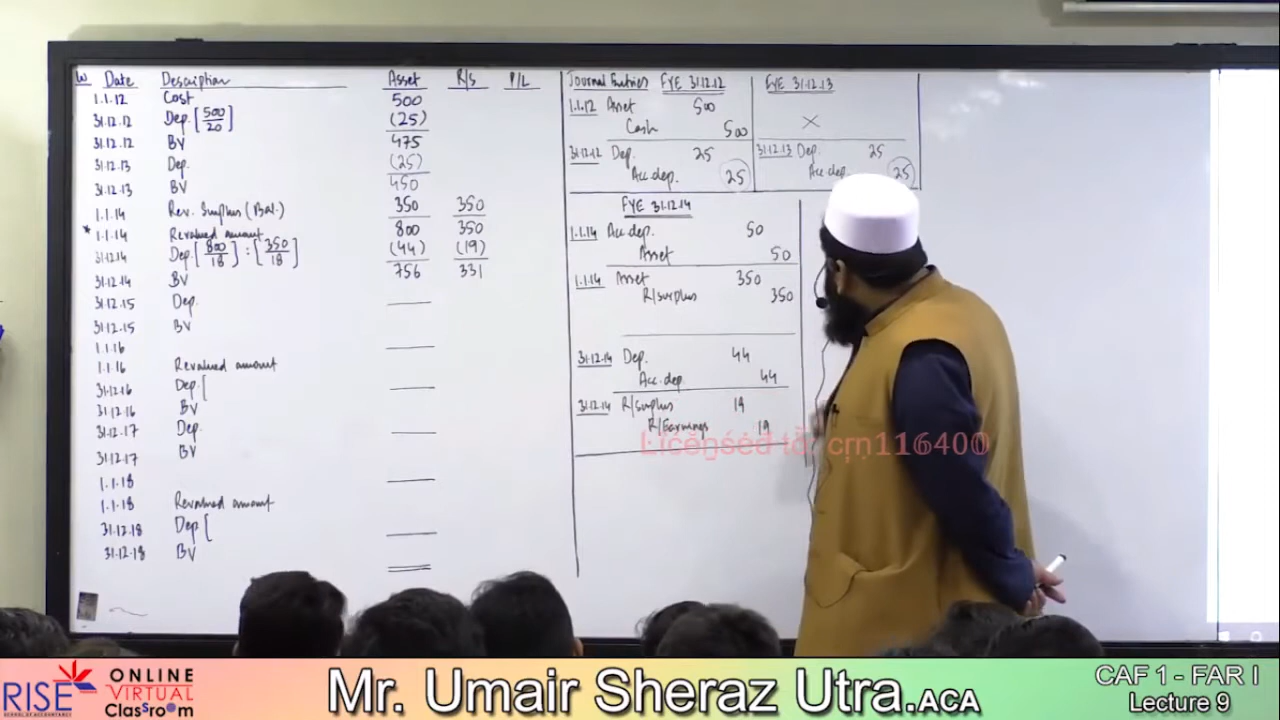 W Date Description Asset R/S P/L
1.1.12 Cost 500
31.12.12 Dep. [500/20] (25)
31.12.12 BV 475
31.12.13 Dep. (25)
31.12.13 BV 450
1.1.14 Rev. Surplus (Bal.) 350 350
* 1.1.14 Revalued amount 800 350
31.12.14 Dep [800/18] : [350/18] (44) (19)
31.12.14 BV 756 331
31.12.15 Dep.
31.12.15 BV
1.1.16
1.1.16 Revalued amount
31.12.16 Dep [
31.12.16 BV
31.12.17 Dep.
31.12.17 BV
1.1.18
1.1.18 Revalued amount
31.12.18 Dep [
31.12.18 BV
Journal Entries FYE 31.12.12
1.1.12 Asset 500
Cash 500
31.12.12 Dep. 25
Acc.dep. 25
FYE 31.12.13
X
31.12.13 Dep. 25
Acc dep. 25
FYE 31.12.14
1.1.14 Acc dep. 50
Asset 50
1.1.14 Asset 350
R/surplus 350
31.12.14 Dep. 44
Acc.dep. 44
31.12.14 R/surplus 19
R/Earnings 19
Licensed to: crn116400
RISE
SCHOOL OF ACCOUNTANCY
ONLINE
VIRTUAL
Classroom
Mr. Umair Sheraz Utra.ACA
CAF 1 - FAR I
Lecture 9